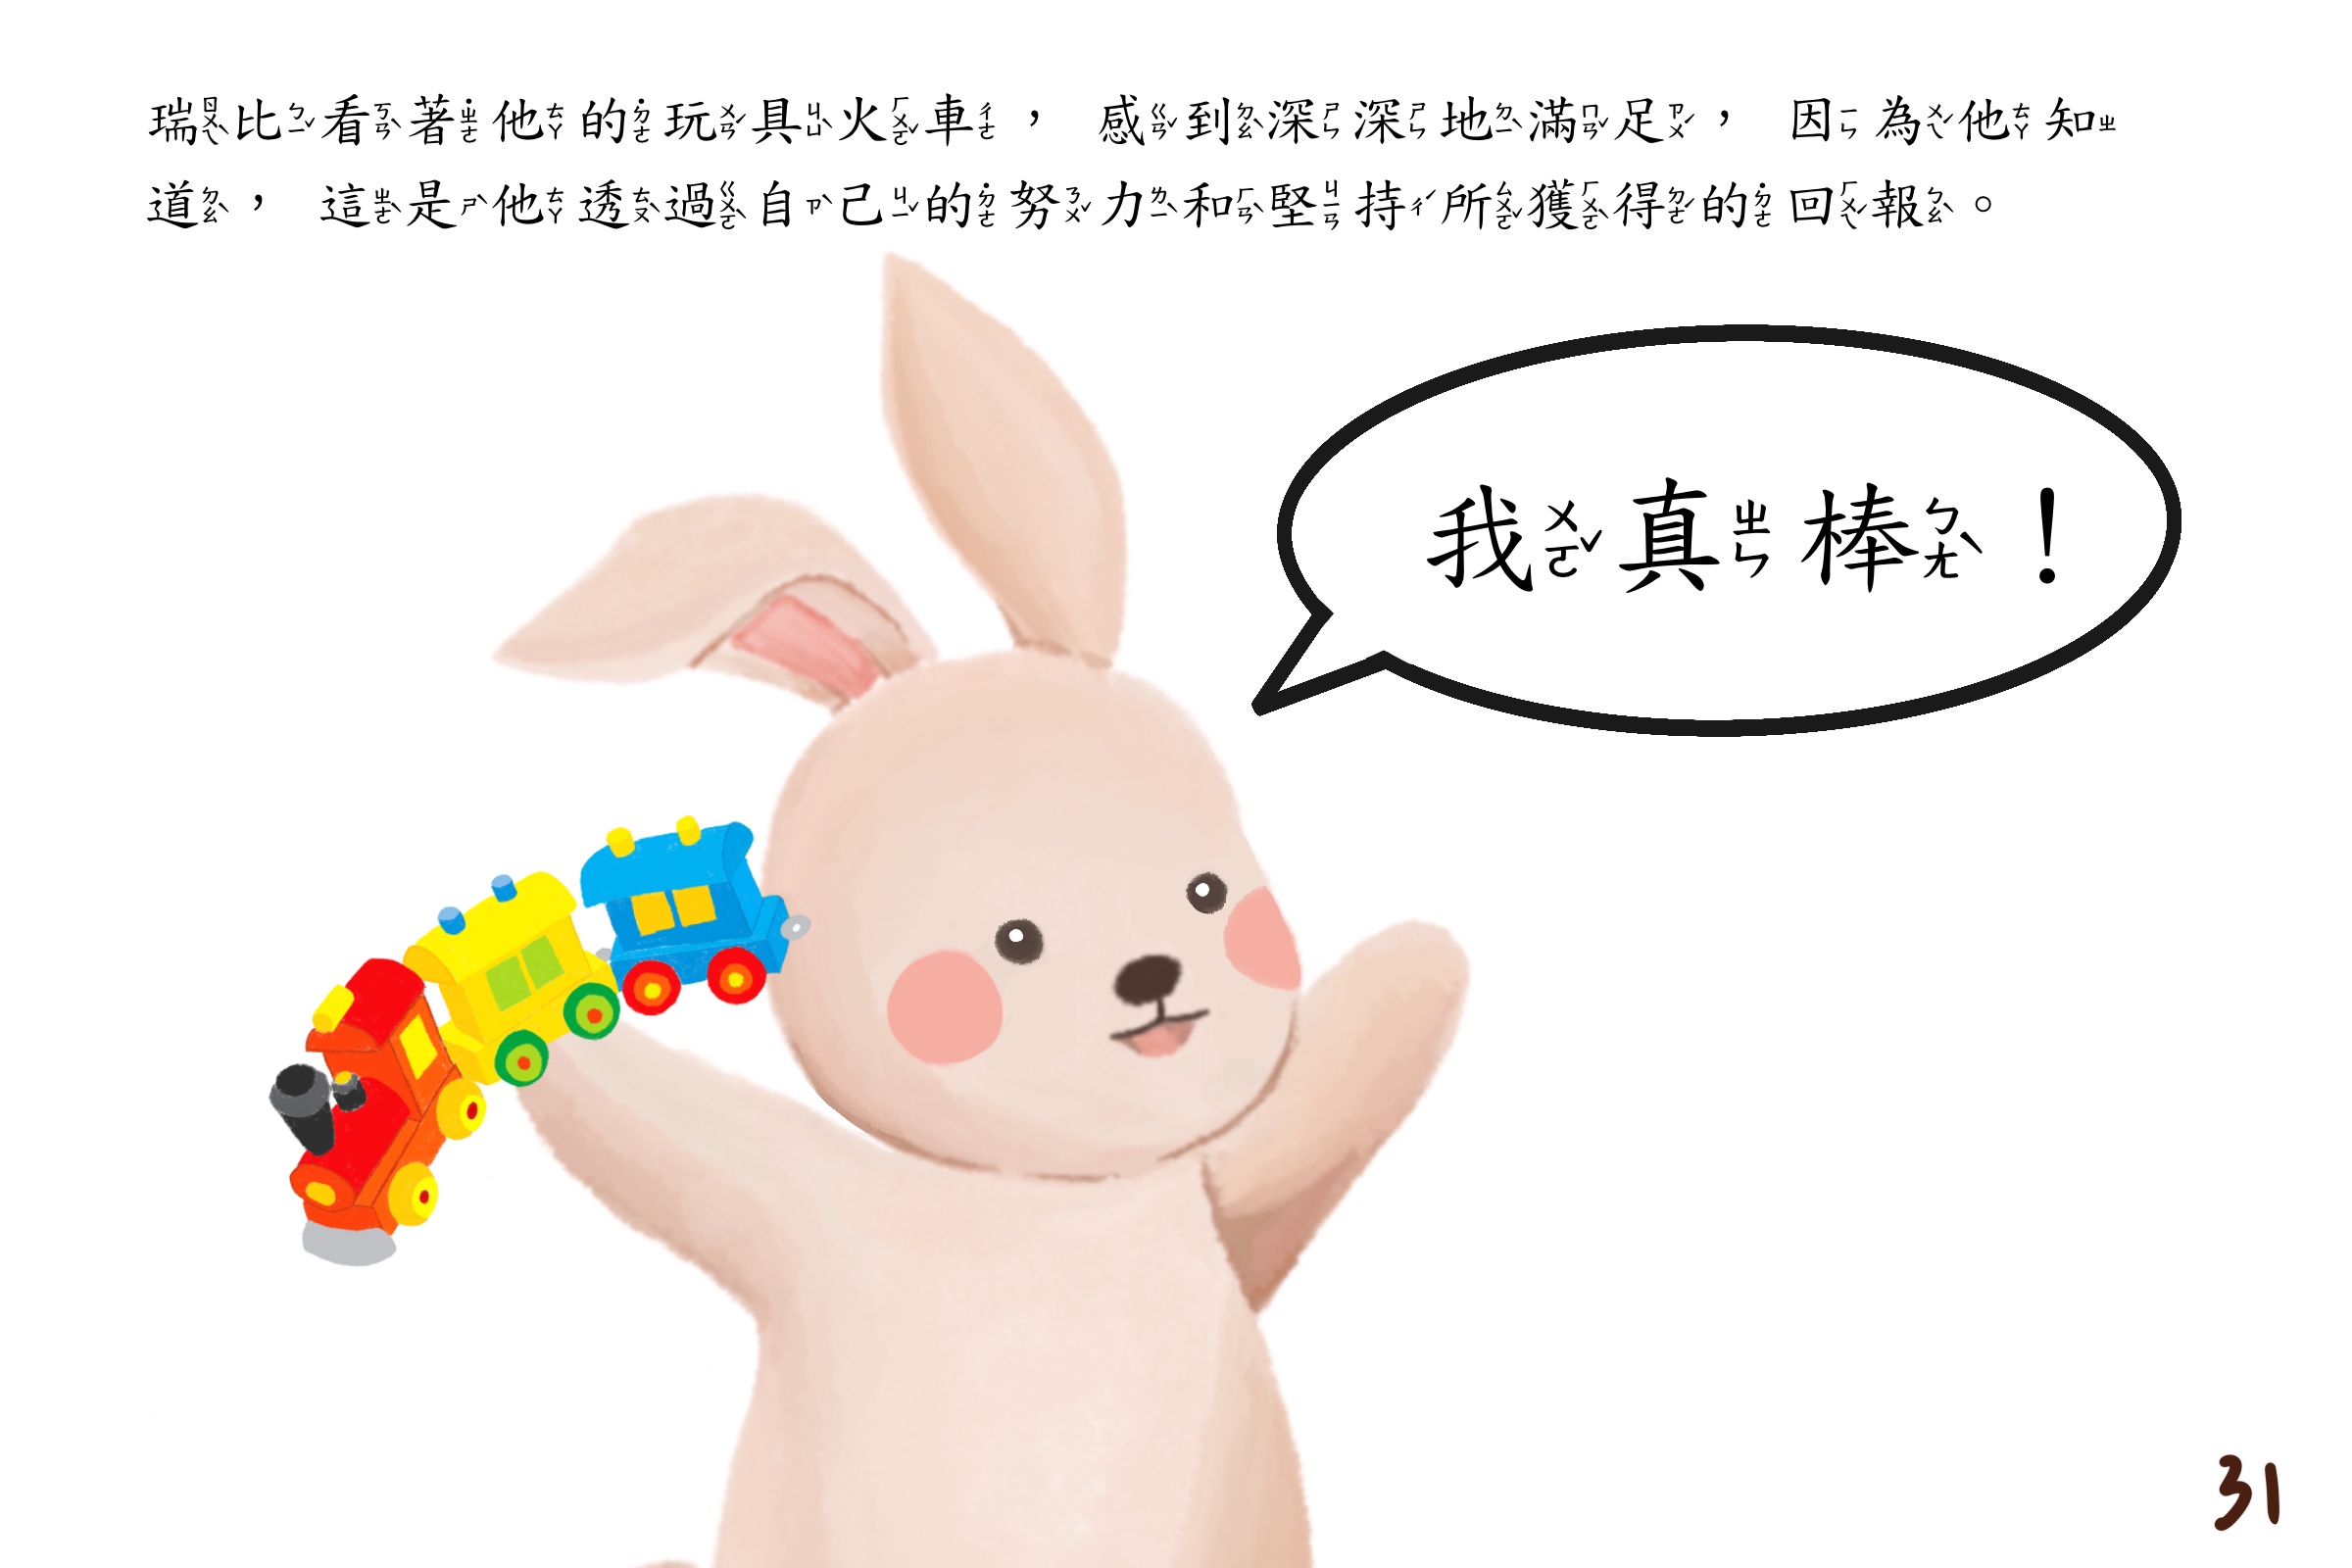 瑞比看著他的玩具火車，感到深深地滿足，因為他知
道，這是他透過自己的努力和堅持所獲得的回報。
我真棒！
31